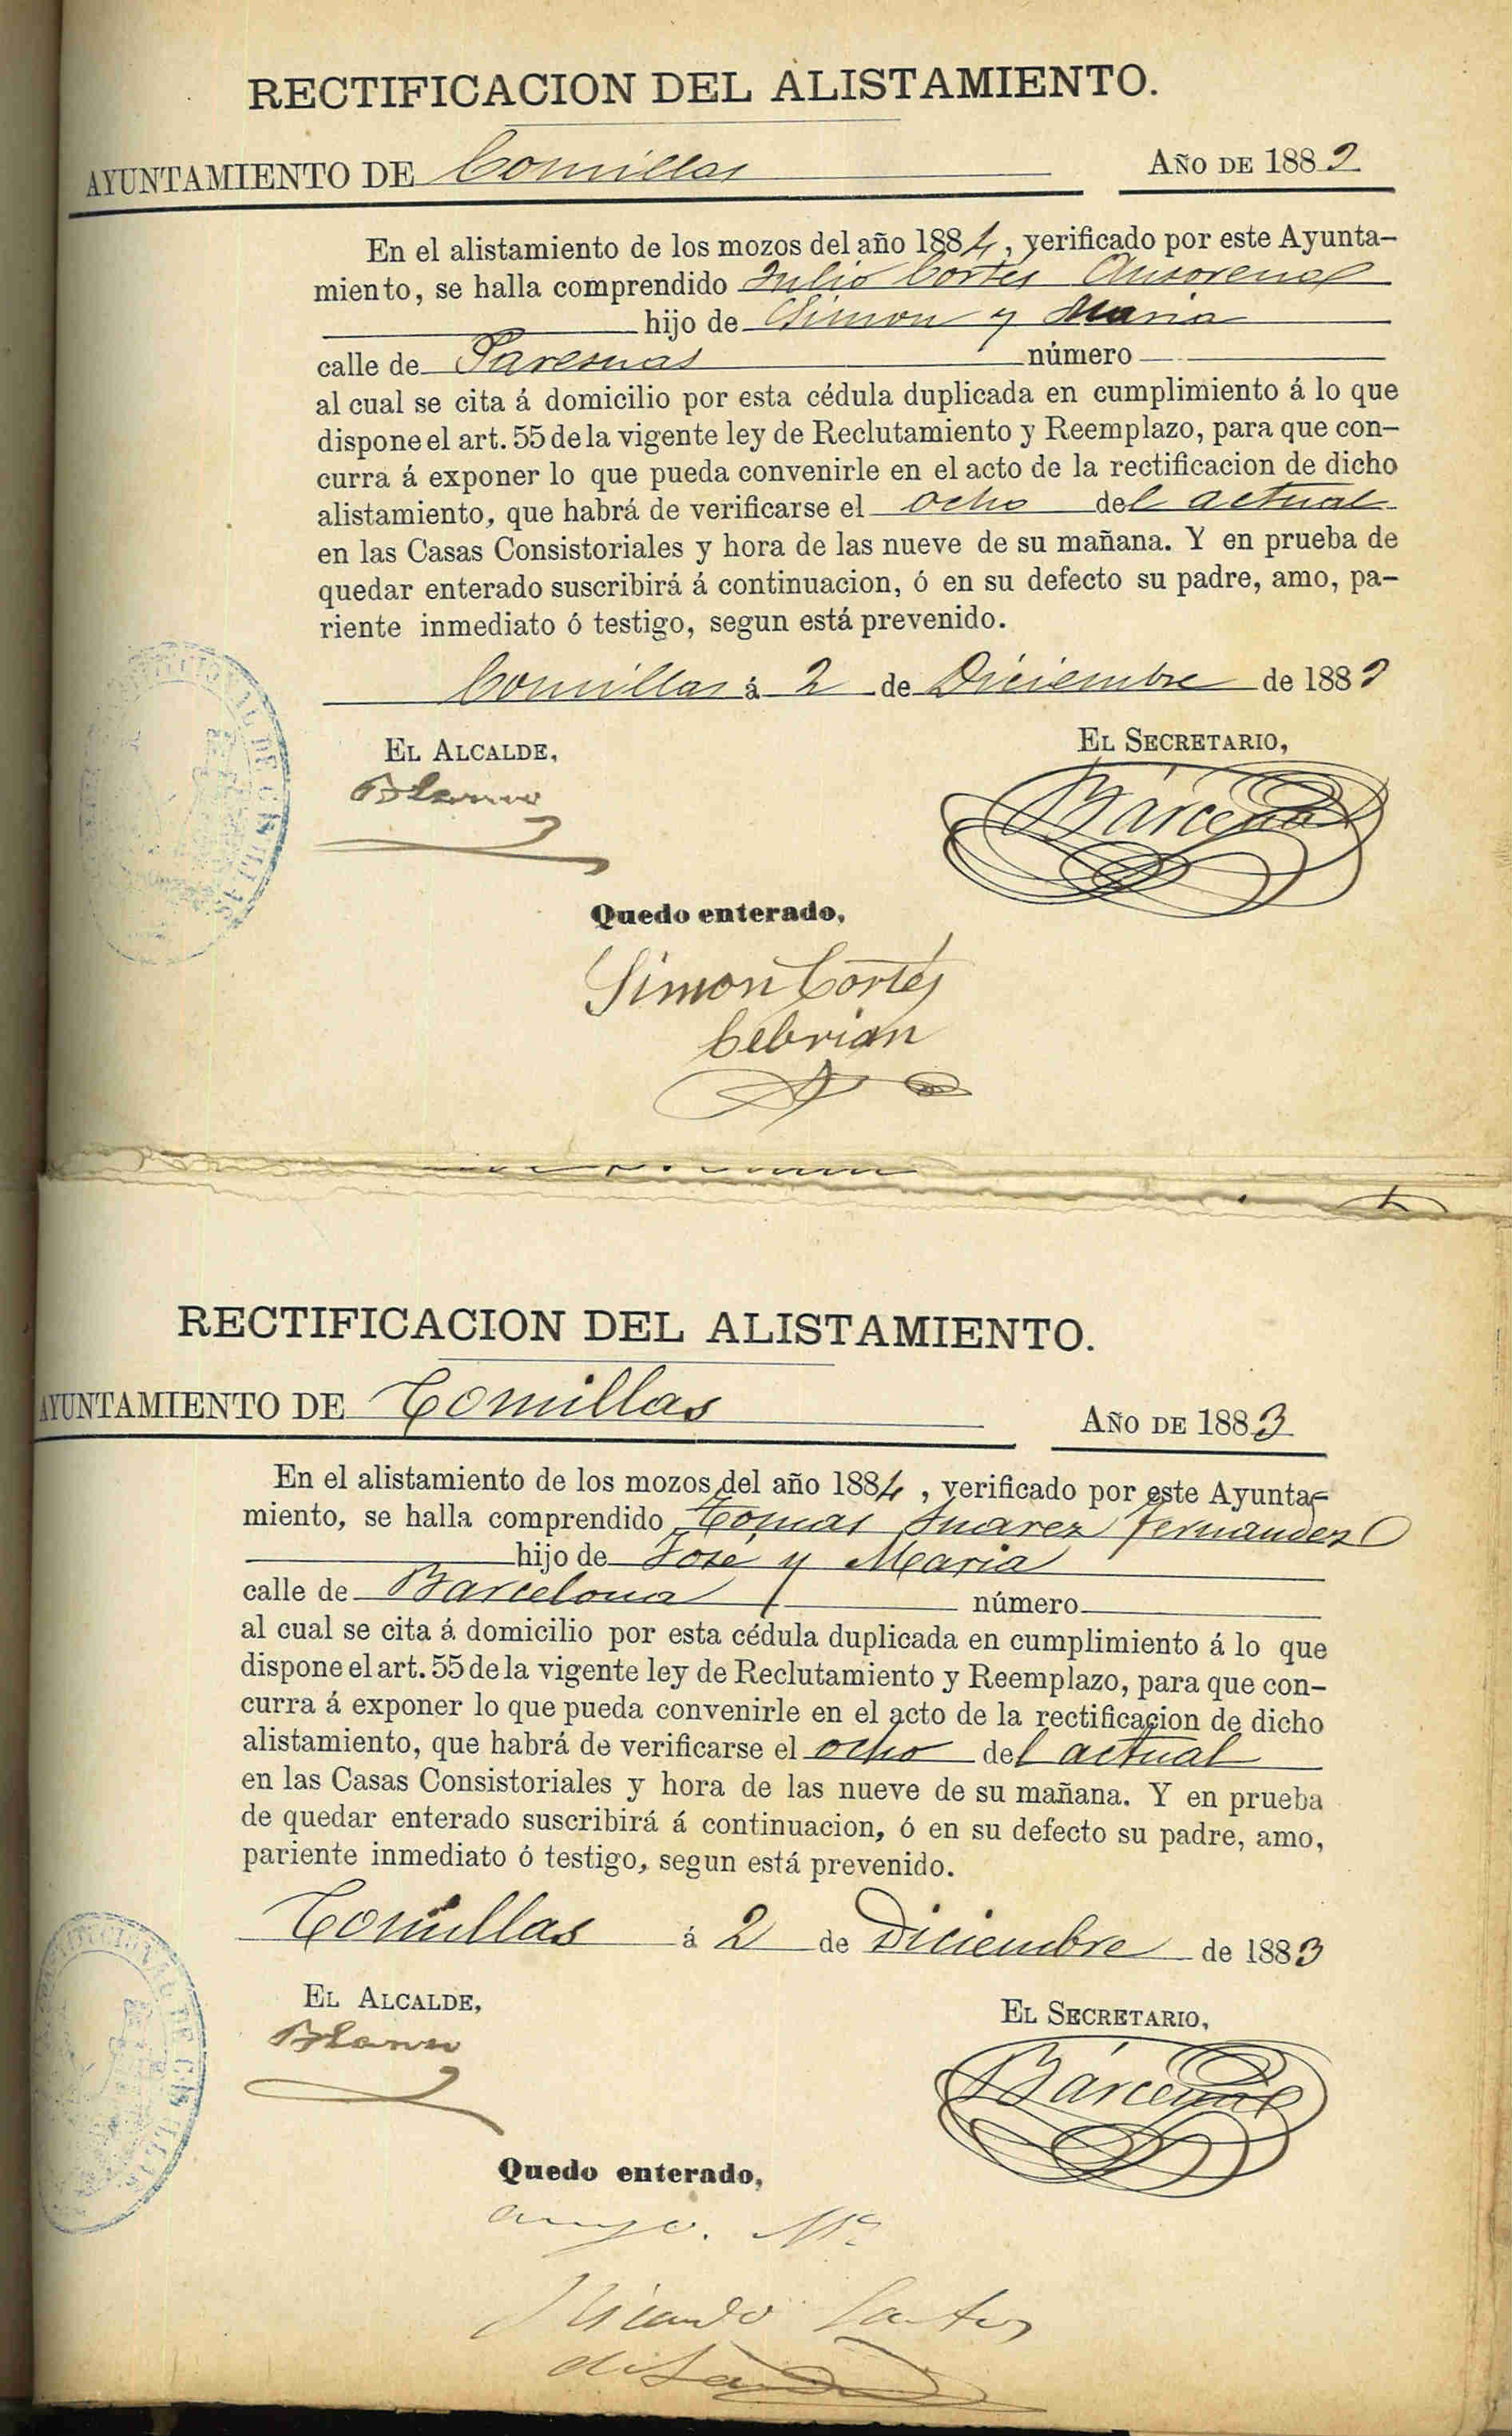 RECTIFICACION DEL ALISTAMIENTO.
AYUNTAMIENTO DE Comillas AÑO DE 1882
En el alistamiento de los mozos del año 1884, verificado por este Ayunta-
miento, se halla comprendido Julio Cortes Ansorena
hijo de Simon y Maria
calle de número
al cual se cita á domicilio por esta cédula duplicada en cumplimiento á lo que
dispone el art. 55 de la vigente ley de Reclutamiento y Reemplazo, para que con-
curra á exponer lo que pueda convenirle en el acto de la rectificacion de dicho
alistamiento, que habrá de verificarse el ocho del actual
en las Casas Consistoriales y hora de las nueve de su mañana. Y en prueba de
quedar enterado suscribirá á continuacion, ó en su defecto su padre, amo, pa-
riente inmediato ó testigo, segun está prevenido.
Comillas á 2 de Diciembre de 1882
EL ALCALDE, EL SECRETARIO,
Blanco Bárcena
Quedo enterado,
Simon Cortés
Cebrian
RECTIFICACION DEL ALISTAMIENTO.
AYUNTAMIENTO DE Comillas AÑO DE 1883
En el alistamiento de los mozos del año 1884, verificado por este Ayunta-
miento, se halla comprendido Tomas Suarez Fernandez
hijo de José y Maria
calle de Barcelona número
al cual se cita á domicilio por esta cédula duplicada en cumplimiento á lo que
dispone el art. 55 de la vigente ley de Reclutamiento y Reemplazo, para que con-
curra á exponer lo que pueda convenirle en el acto de la rectificacion de dicho
alistamiento, que habrá de verificarse el ocho del actual
en las Casas Consistoriales y hora de las nueve de su mañana. Y en prueba
de quedar enterado suscribirá á continuacion, ó en su defecto su padre, amo,
pariente inmediato ó testigo, segun está prevenido.
Comillas á 2 de Diciembre de 1883
EL ALCALDE, EL SECRETARIO,
Blanco Bárcena
Quedo enterado,
Ricardo Santos